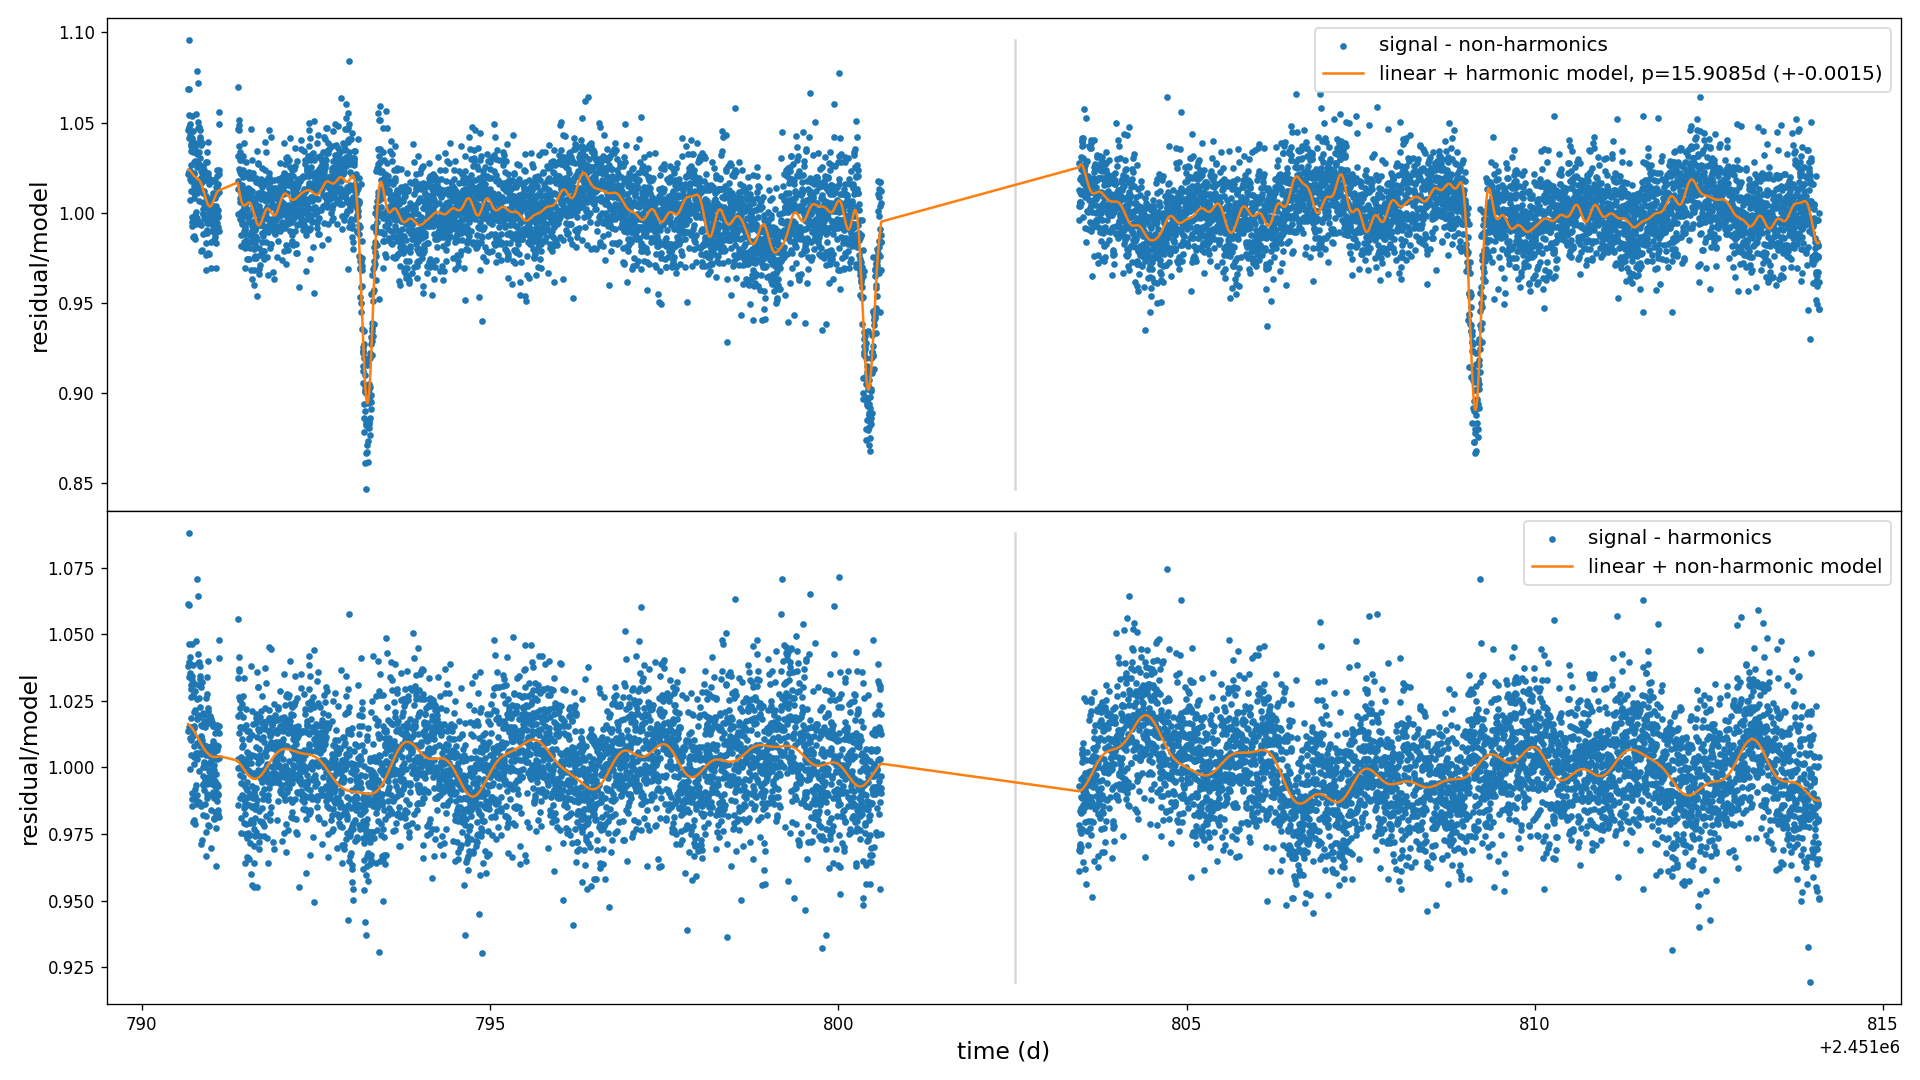 signal - non-harmonics
linear + harmonic model, p=15.9085d (+-0.0015)
1.10
1.05
1.00
0.95
0.90
0.85
residual/model
signal - harmonics
linear + non-harmonic model
1.075
1.050
1.025
1.000
0.975
0.950
0.925
residual/model
790 795 800 805 810 815
time (d)
+2.451e6